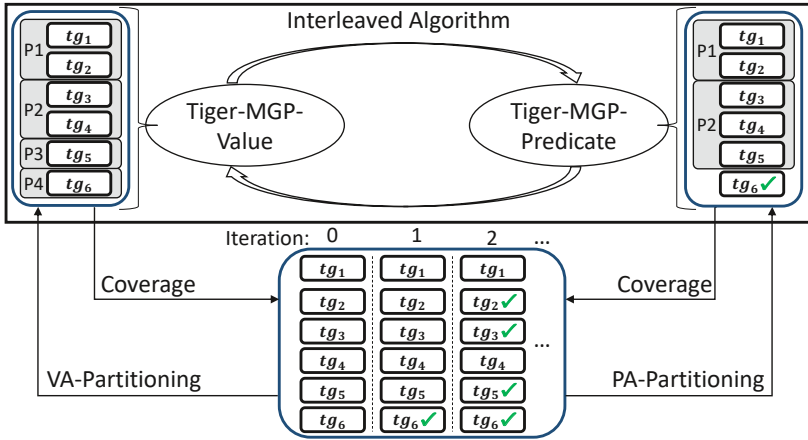 Interleaved Algorithm
P1
tg1
tg2
P2
tg3
tg4
P3
tg5
P4
tg6
Tiger-MGP-
Value
Tiger-MGP-
Predicate
P1
tg1
tg2
P2
tg3
tg4
tg5
tg6 ✓
Iteration: 0 1 2 ...
Coverage
Coverage
tg1 tg1 tg1
tg2 tg2 tg2 ✓
tg3 tg3 tg3 ✓
...
tg4 tg4 tg4
tg5 tg5 tg5 ✓
tg6 tg6 ✓ tg6 ✓
VA-Partitioning
PA-Partitioning